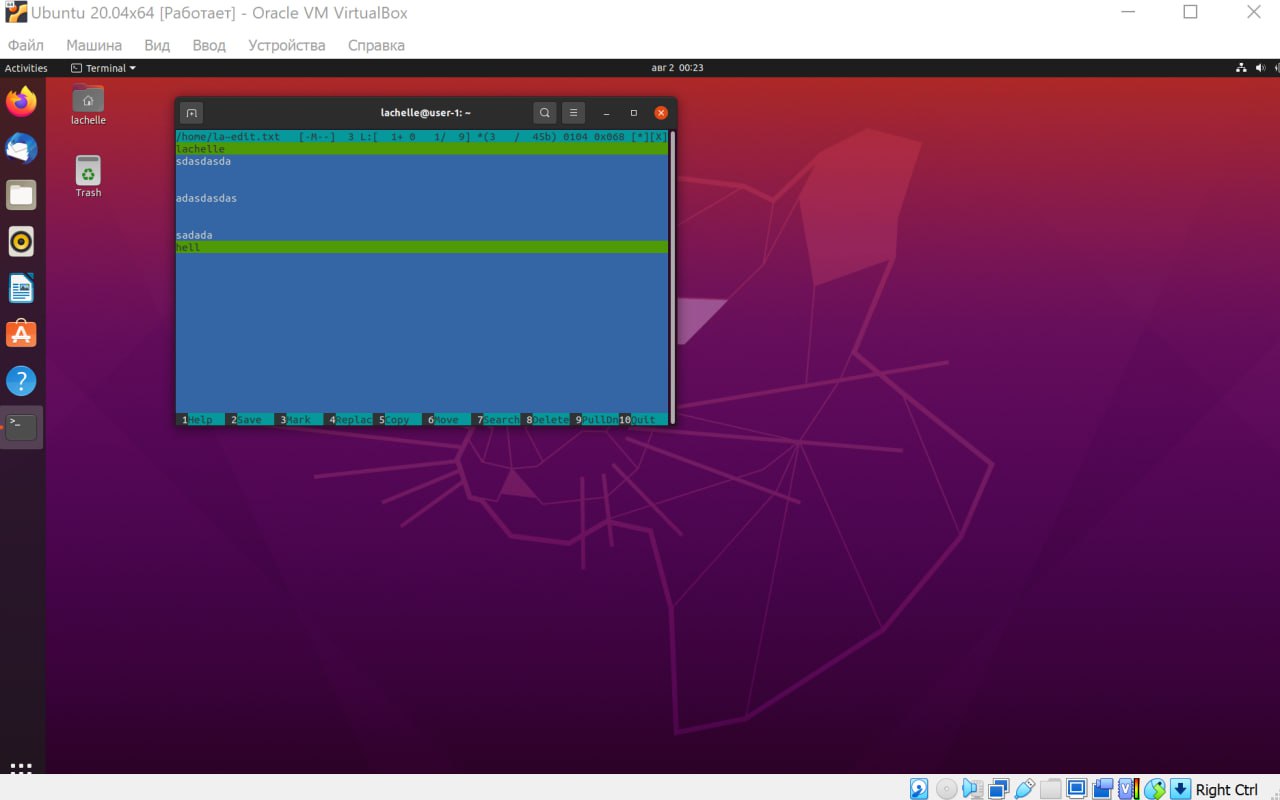 Ubuntu 20.04x64 [Работает] - Oracle VM VirtualBox
Файл Машина Вид Ввод Устройства Справка
Activities Terminal авг 2 00:23
lachelle
Trash
lachelle@user-1: ~
/home/la-edit.txt [-M--] 3 L:[ 1+ 0 1/ 9] *(3 / 45b) 0104 0x068 [*][X]
lachelle
sdasdasda
adasdasdas
sadada
hell
1Help 2Save 3Mark 4Replac 5Copy 6Move 7Search 8Delete 9PullDn 10Quit
Right Ctrl